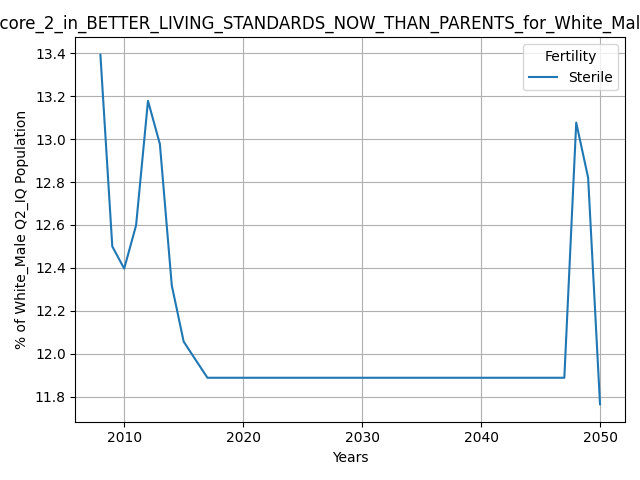 core_2_in_BETTER_LIVING_STANDARDS_NOW_THAN_PARENTS_for_White_Mal
13.4
13.2
13.0
12.8
12.6
12.4
12.2
12.0
11.8
% of White_Male Q2_IQ Population
Fertility
Sterile
2010
2020
2030
2040
2050
Years